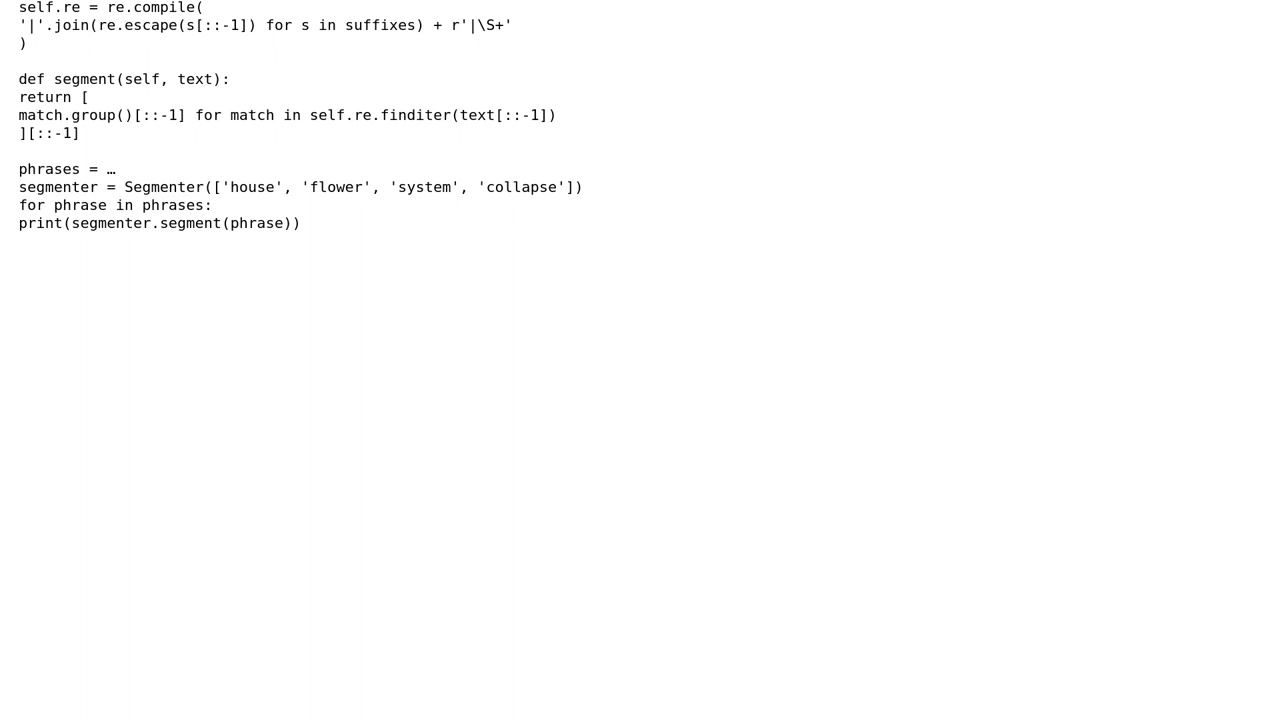 self.re = re.compile(
'|'.join(re.escape(s[::-1]) for s in suffixes) + r'|\S+'
)
def segment(self, text):
return [
match.group()[::-1] for match in self.re.finditer(text[::-1])
][::-1]
phrases = …
segmenter = Segmenter(['house', 'flower', 'system', 'collapse'])
for phrase in phrases:
print(segmenter.segment(phrase))